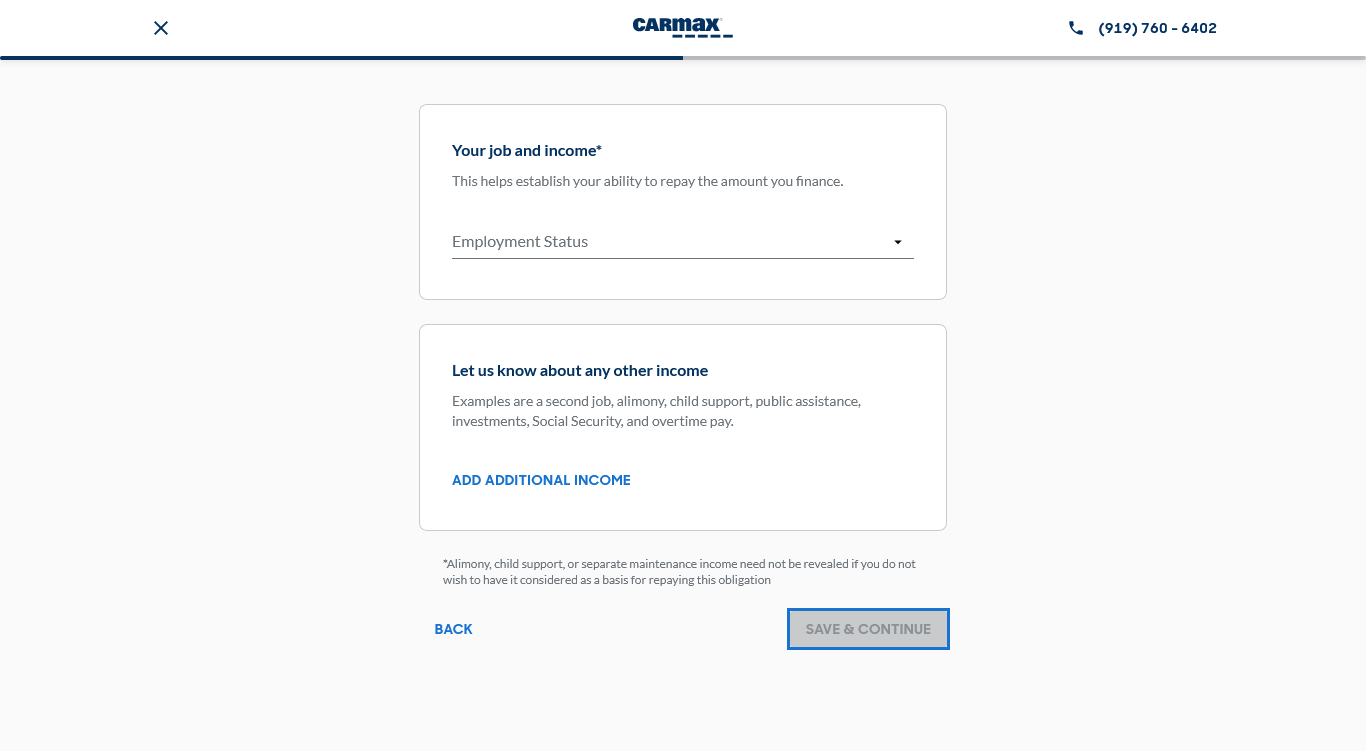 CARMAX
(919) 760 - 6402
Your job and income*
This helps establish your ability to repay the amount you finance.
Employment Status
Let us know about any other income
Examples are a second job, alimony, child support, public assistance,
investments, Social Security, and overtime pay.
ADD ADDITIONAL INCOME
*Alimony, child support, or separate maintenance income need not be revealed if you do not
wish to have it considered as a basis for repaying this obligation
BACK
SAVE & CONTINUE